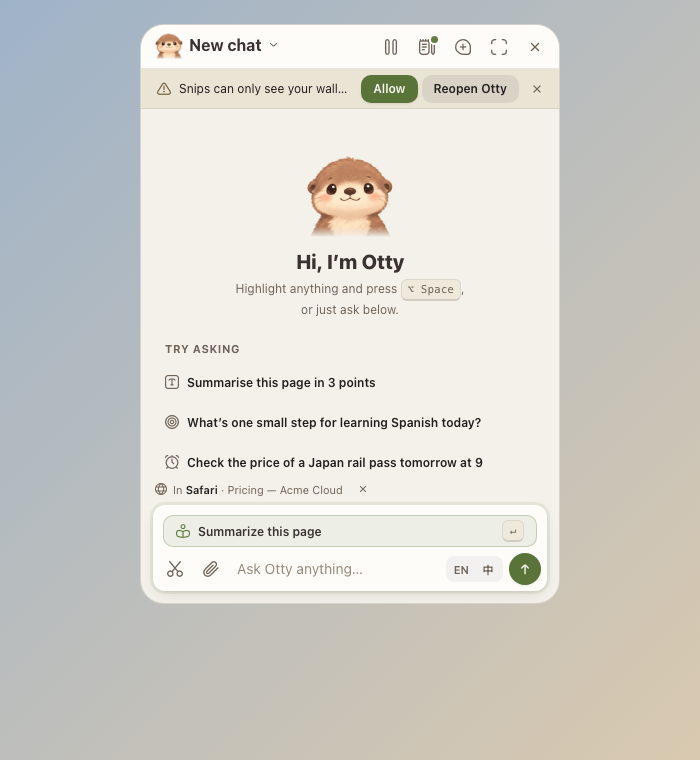 New chat
Snips can only see your wall...
Allow
Reopen Otty
Hi, I’m Otty
Highlight anything and press ⌥ Space,
or just ask below.
TRY ASKING
Summarise this page in 3 points
What’s one small step for learning Spanish today?
Check the price of a Japan rail pass tomorrow at 9
In Safari · Pricing — Acme Cloud
Summarize this page
Ask Otty anything...
EN 中